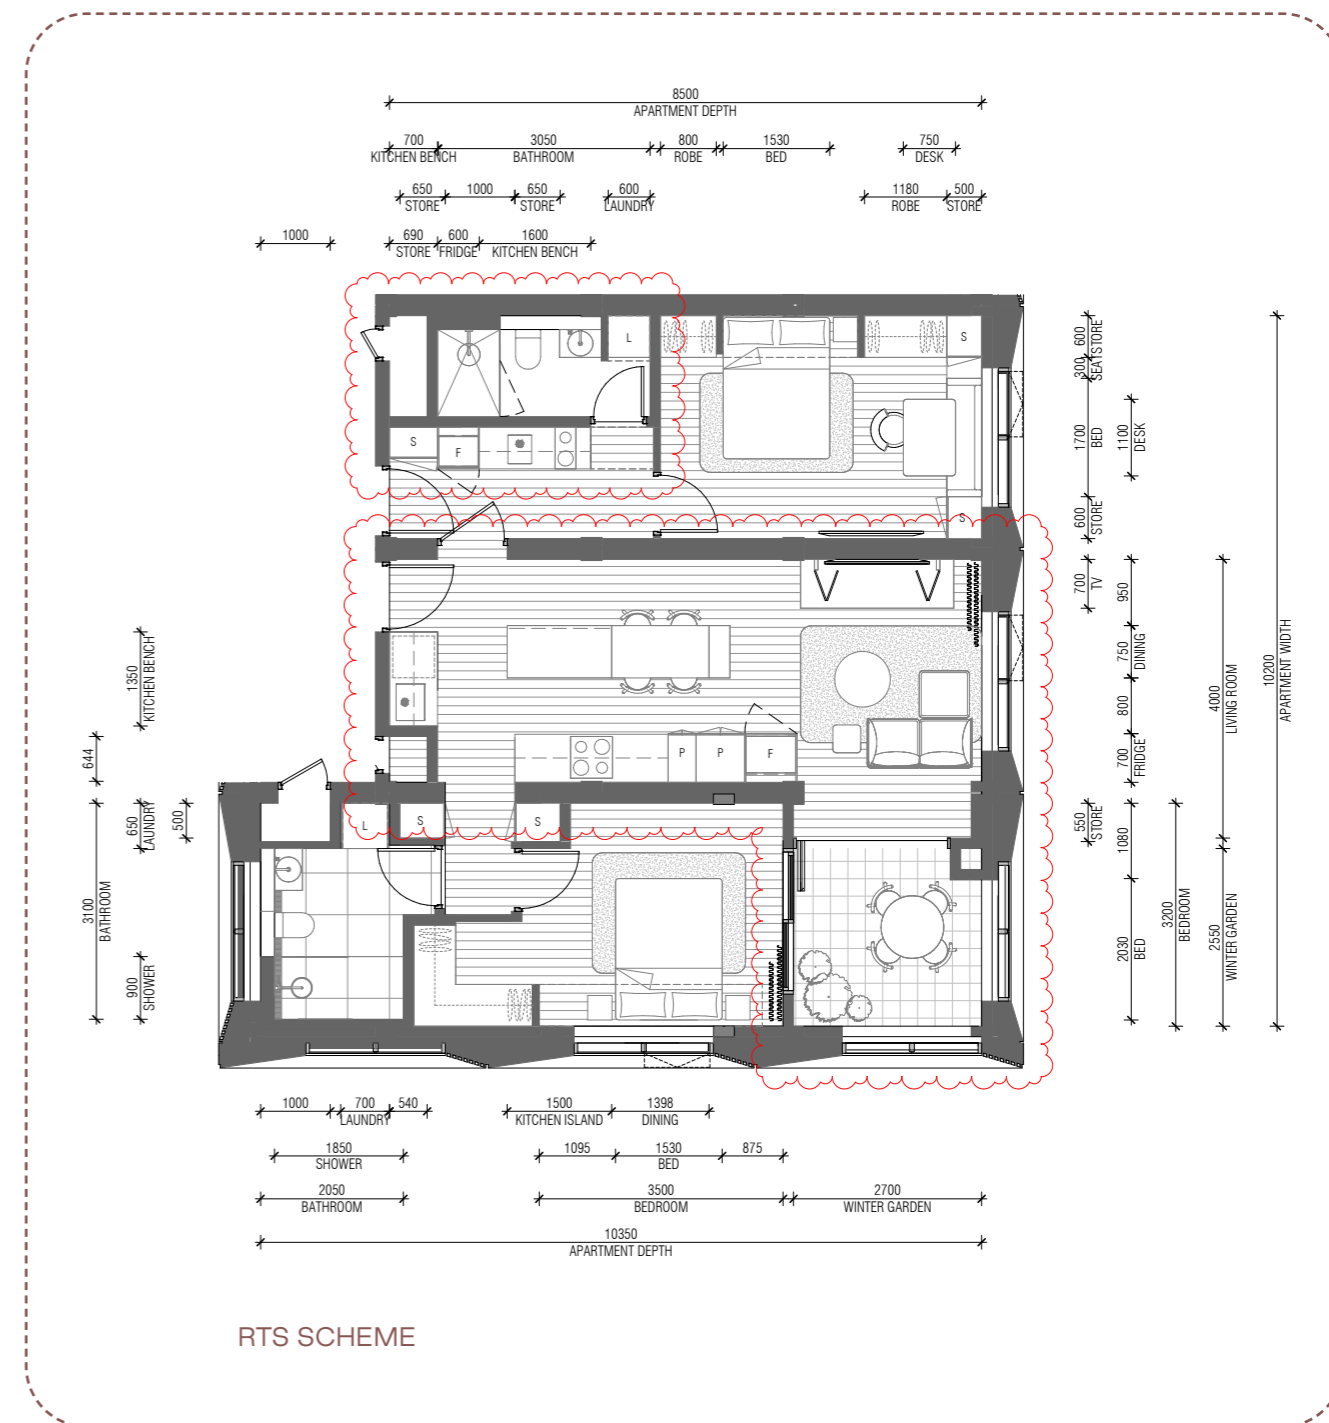 8500
APARTMENT DEPTH
700 3050 800 1530 750
KITCHEN BENCH BATHROOM ROBE BED DESK
650 1000 650 600 1180 500
STORE STORE LAUNDRY ROBE STORE
1000 690 600 1600
STORE FRIDGE KITCHEN BENCH
L
S
S
F
S
600
STORE
300
SEAT
1700
BED
600
STORE
1100
DESK
700
TV
950
750
DINING
800
700
FRIDGE
4000
LIVING ROOM
10200
APARTMENT WIDTH
1350
KITCHEN BENCH
644
P
P
F
650
LAUNDRY
500
L
S
S
550
STORE
1080
3100
BATHROOM
900
SHOWER
2030
BED
3200
BEDROOM
2550
WINTER GARDEN
1000 700 540 1500 1398
LAUNDRY KITCHEN ISLAND DINING
1850 1095 1530 875
SHOWER BED
2050 3500 2700
BATHROOM BEDROOM WINTER GARDEN
10350
APARTMENT DEPTH
RTS SCHEME